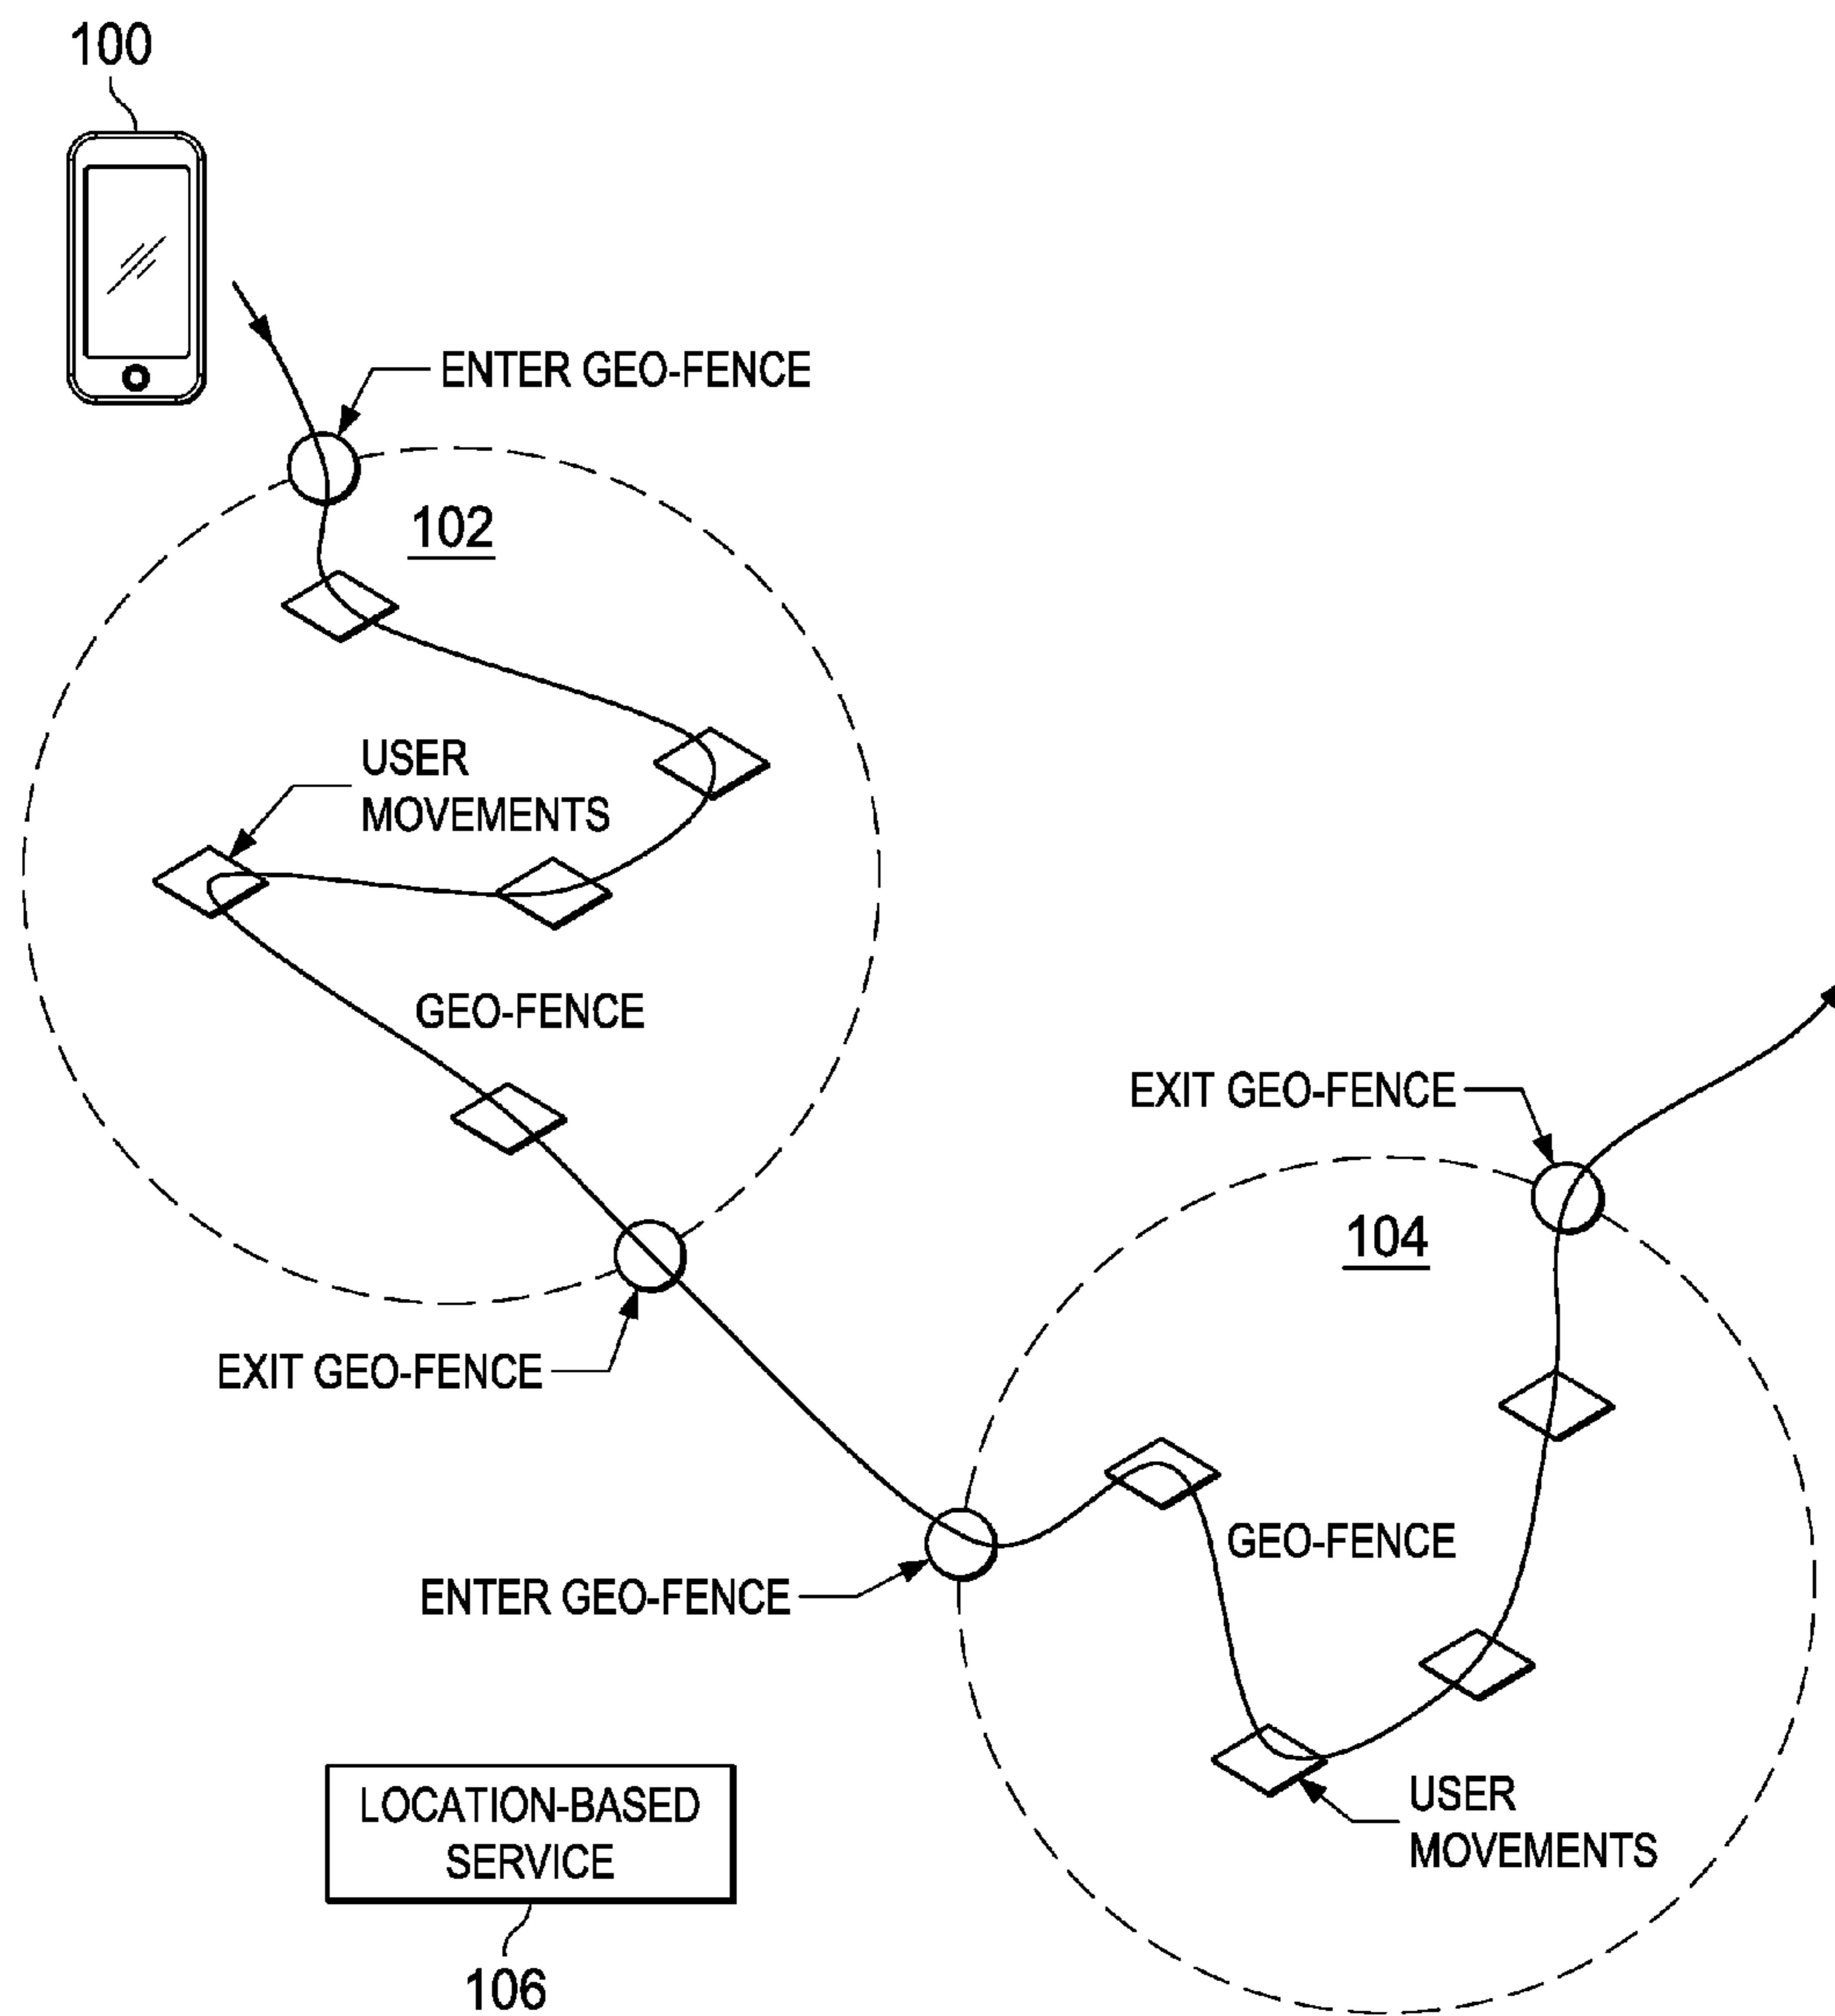 100
ENTER GEO-FENCE
102
USER
MOVEMENTS
GEO-FENCE
EXIT GEO-FENCE
104
EXIT GEO-FENCE
GEO-FENCE
ENTER GEO-FENCE
USER
MOVEMENTS
LOCATION-BASED
SERVICE
106